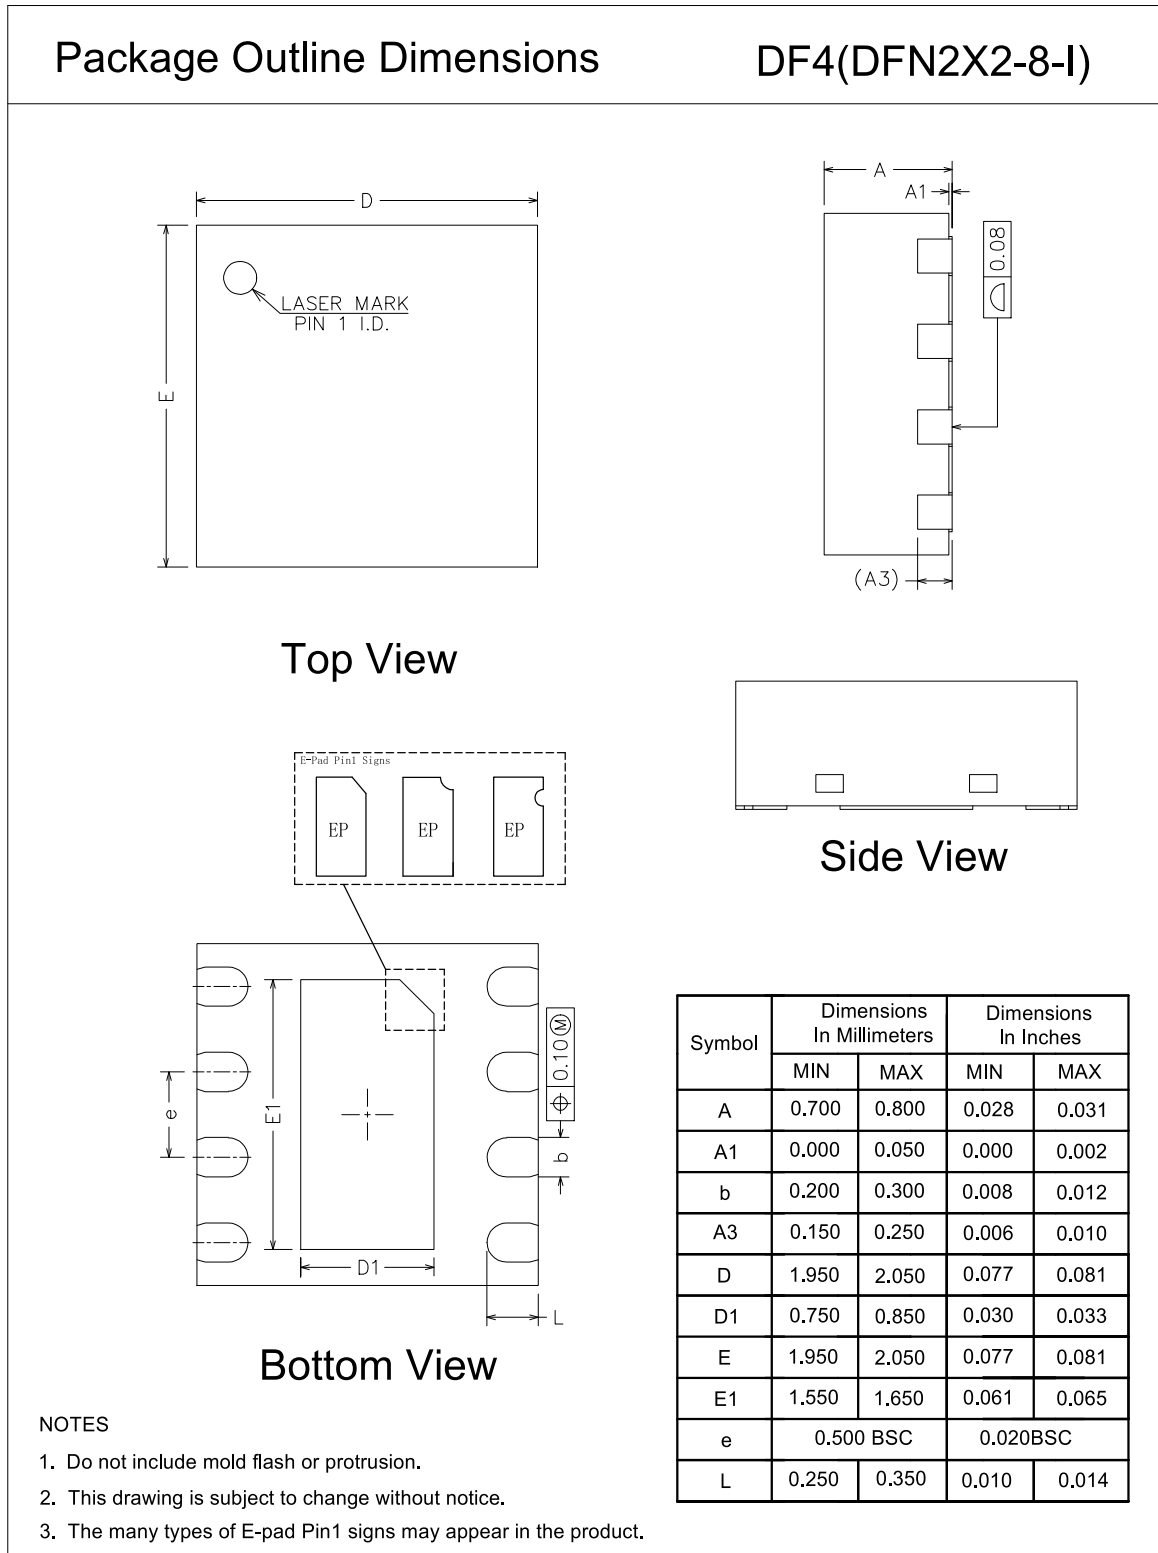 Package Outline Dimensions DF4(DFN2X2-8-I)
D
E
LASER MARK
PIN 1 I.D.
Top View
A
A1
0.08
(A3)
Side View
E-Pad Pin1 Signs
EP EP EP
e
E1
D1
0.10Ⓜ
b
L
Bottom View
Symbol Dimensions In Millimeters Dimensions In Inches
MIN MAX MIN MAX
A 0.700 0.800 0.028 0.031
A1 0.000 0.050 0.000 0.002
b 0.200 0.300 0.008 0.012
A3 0.150 0.250 0.006 0.010
D 1.950 2.050 0.077 0.081
D1 0.750 0.850 0.030 0.033
E 1.950 2.050 0.077 0.081
E1 1.550 1.650 0.061 0.065
e 0.500 BSC 0.020BSC
L 0.250 0.350 0.010 0.014
NOTES
1. Do not include mold flash or protrusion.
2. This drawing is subject to change without notice.
3. The many types of E-pad Pin1 signs may appear in the product.